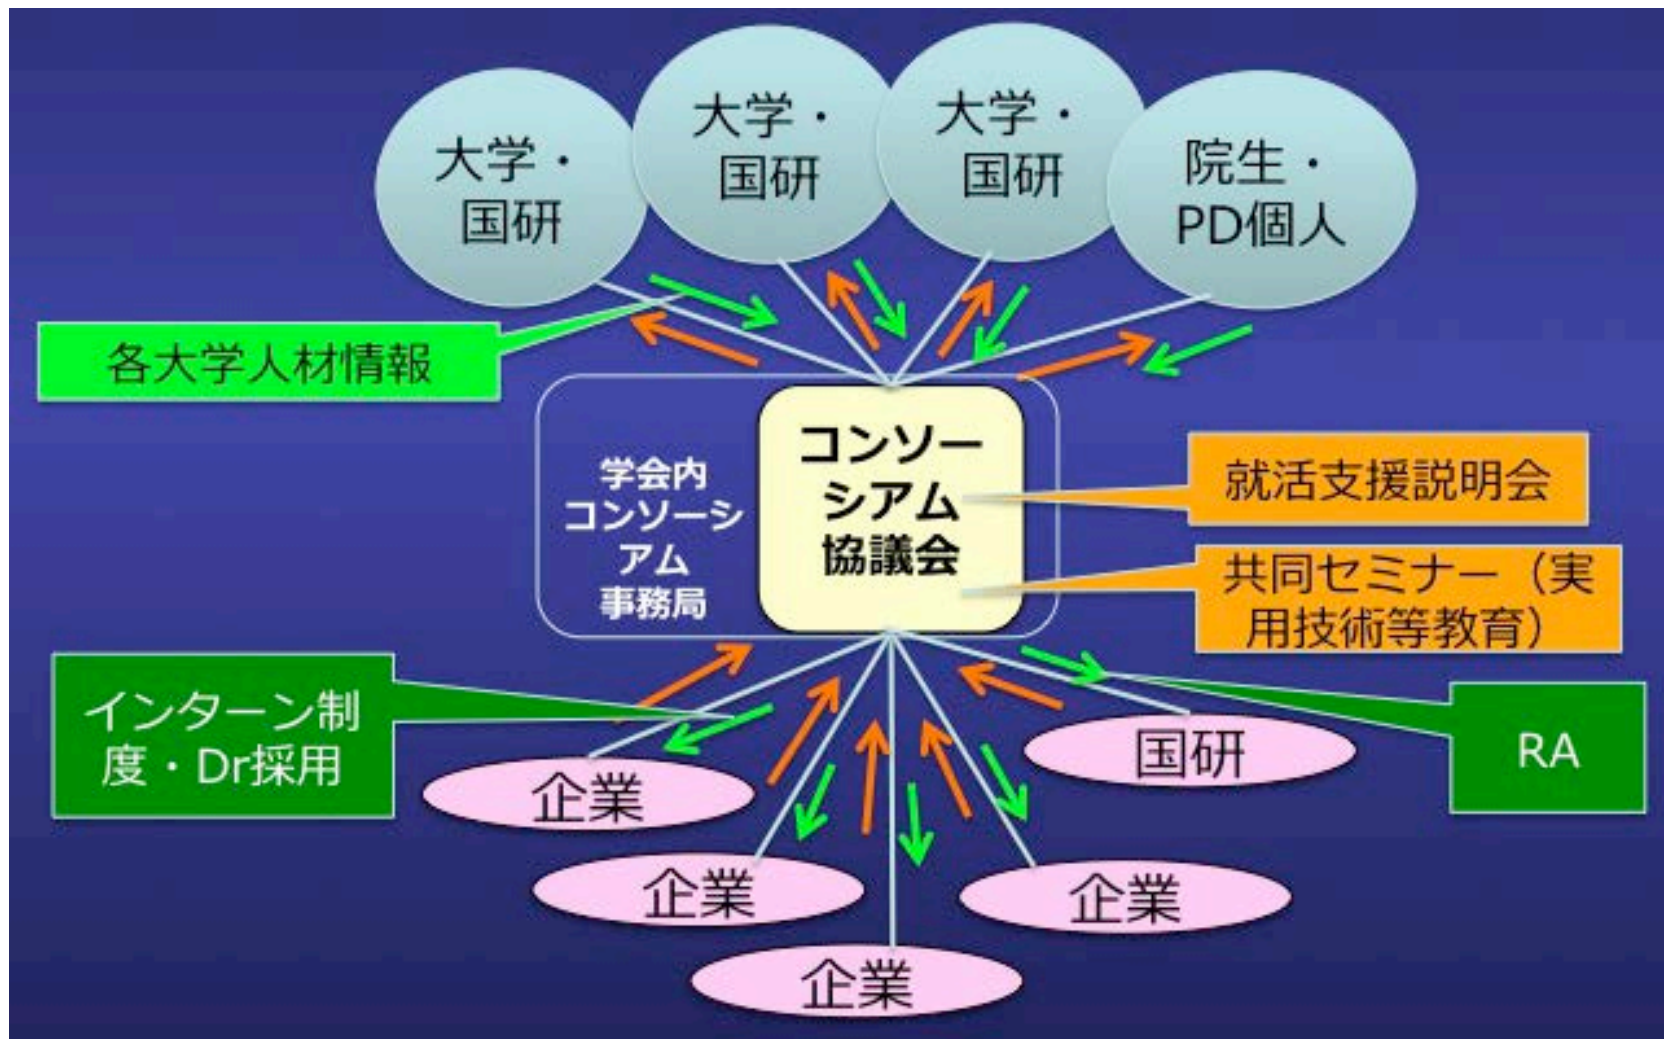 大学・
国研
大学・
国研
大学・
国研
院生・
PD個人
各大学人材情報
学会内
コンソーシ
アム
事務局
コンソー
シアム
協議会
就活支援説明会
共同セミナー（実
用技術等教育）
インターン制
度・Dr採用
RA
国研
企業
企業
企業
企業